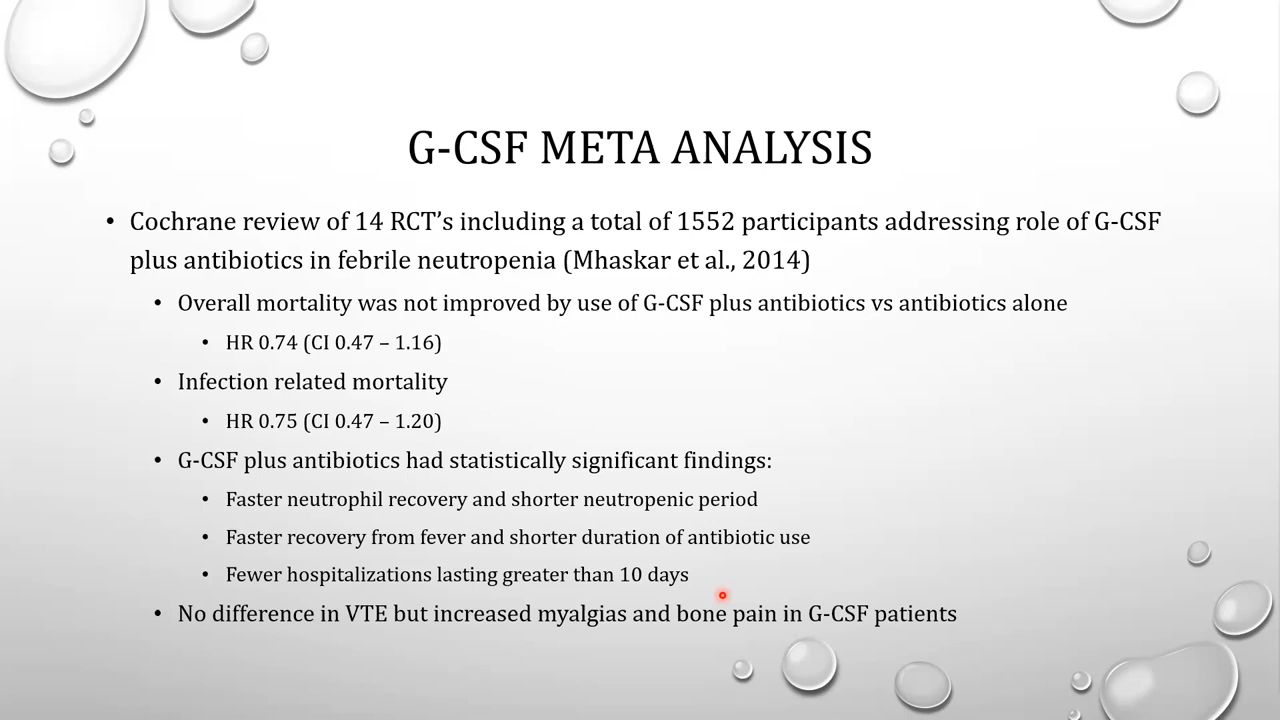 G-CSF META ANALYSIS
• Cochrane review of 14 RCT’s including a total of 1552 participants addressing role of G-CSF
plus antibiotics in febrile neutropenia (Mhaskar et al., 2014)
• Overall mortality was not improved by use of G-CSF plus antibiotics vs antibiotics alone
• HR 0.74 (CI 0.47 – 1.16)
• Infection related mortality
• HR 0.75 (CI 0.47 – 1.20)
• G-CSF plus antibiotics had statistically significant findings:
• Faster neutrophil recovery and shorter neutropenic period
• Faster recovery from fever and shorter duration of antibiotic use
• Fewer hospitalizations lasting greater than 10 days
• No difference in VTE but increased myalgias and bone pain in G-CSF patients